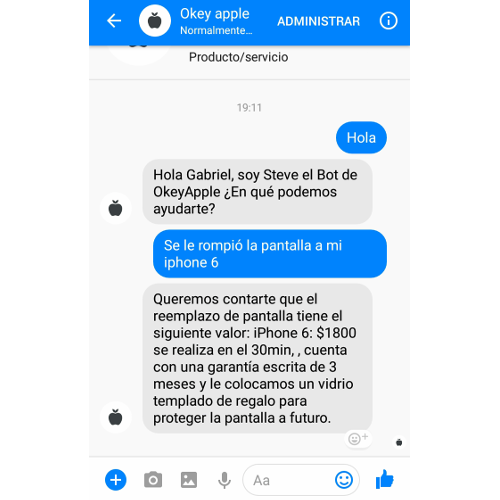 Okey apple
Normalmente...
ADMINISTRAR
Producto/servicio
19:11
Hola
Hola Gabriel, soy Steve el Bot de
OkeyApple ¿En qué podemos
ayudarte?
Se le rompió la pantalla a mi
iphone 6
Queremos contarte que el
reemplazo de pantalla tiene el
siguiente valor: iPhone 6: $1800
se realiza en el 30min, , cuenta
con una garantía escrita de 3
meses y le colocamos un vidrio
templado de regalo para
proteger la pantalla a futuro.
Aa